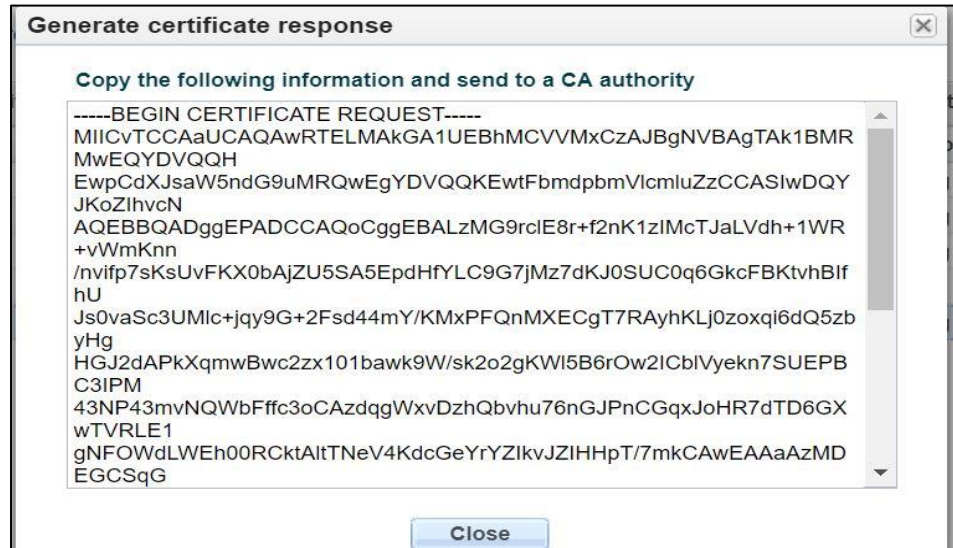 Generate certificate response
Copy the following information and send to a CA authority
-----BEGIN CERTIFICATE REQUEST-----
MIICvTCCAaUCAQAwRTELMAkGA1UEBhMCVVMxCzAJBgNVBAgTAk1BMR
MwEQYDVQQH
EwpCdXJsaW5ndG9uMRQwEgYDVQQKEwtFbmdpbmVlcmluZzCCASIwDQY
JKoZIhvcN
AQEBBQADggEPADCCAQoCggEBALzMG9rclE8r+f2nK1zIMcTJaLVdh+1WR
+vWmKnn
/nvifp7sKsUvFKX0bAjZU5SA5EpdHfYLC9G7jMz7dKJ0SUC0q6GkcFBKtvhBIf
hU
Js0vaSc3UMlc+jqy9G+2Fsd44mY/KMxPFQnMXECgT7RAyhKLj0zoxqi6dQ5zb
yHg
HGJ2dAPkXqmwBwc2zx101bawk9W/sk2o2gKWl5B6rOw2ICblVyekn7SUEPB
C3IPM
43NP43mvNQWbFffc3oCAzdqgWxvDzhQbvhu76nGJPnCGqxJoHR7dTD6GX
wTVRLE1
gNFOWdLWEh00RCktAltTNeV4KdcGeYrYZIkvJZIHHpT/7mkCAwEAAaAzMD
EGCSqG
Close